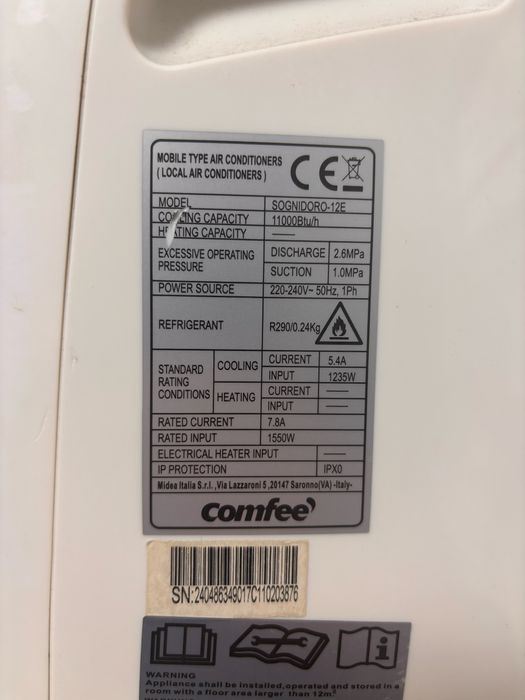 MOBILE TYPE AIR CONDITIONERS
( LOCAL AIR CONDITIONERS ) CE
MODEL SOGNIDORO-12E
COOLING CAPACITY 11000Btu/h
HEATING CAPACITY ——
EXCESSIVE OPERATING PRESSURE DISCHARGE 2.6MPa
SUCTION 1.0MPa
POWER SOURCE 220-240V~ 50Hz, 1Ph
REFRIGERANT R290/0.24Kg
STANDARD RATING CONDITIONS COOLING CURRENT 5.4A
INPUT 1235W
HEATING CURRENT ——
INPUT ——
RATED CURRENT 7.8A
RATED INPUT 1550W
ELECTRICAL HEATER INPUT ——
IP PROTECTION IPX0
Midea Italia S.r.l. ,Via Lazzaroni 5 ,20147 Saronno(VA) -Italy-
comfee'
SN:240486349017C110203876
WARNING
Appliance shall be installed,operated and stored in a
room with a floor area larger than 12m²
WARNING